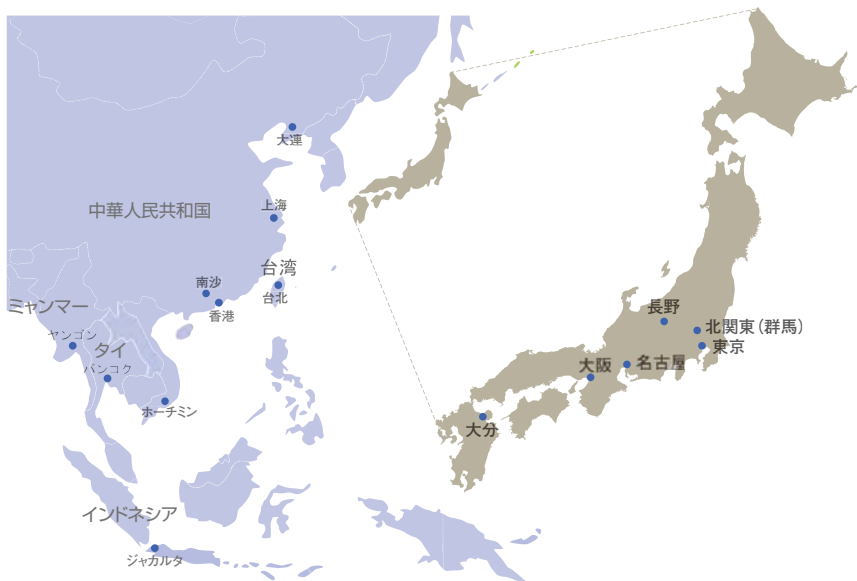 大連
中華人民共和国
上海
台湾
南沙
台北
香港
ミャンマー
ヤンゴン
タイ
バンコク
ホーチミン
インドネシア
ジャカルタ
長野
北関東(群馬)
東京
大阪
名古屋
大分